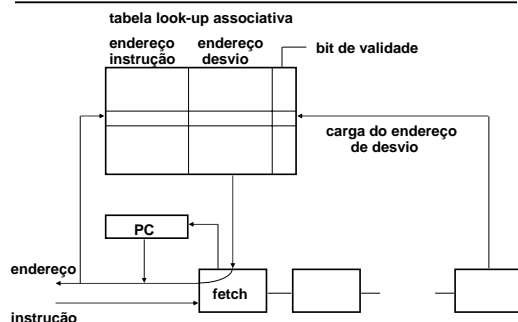 tabela look-up associativa
endereço instrução
endereço desvio
bit de validade
carga do endereço
de desvio
PC
endereço
fetch
instrução